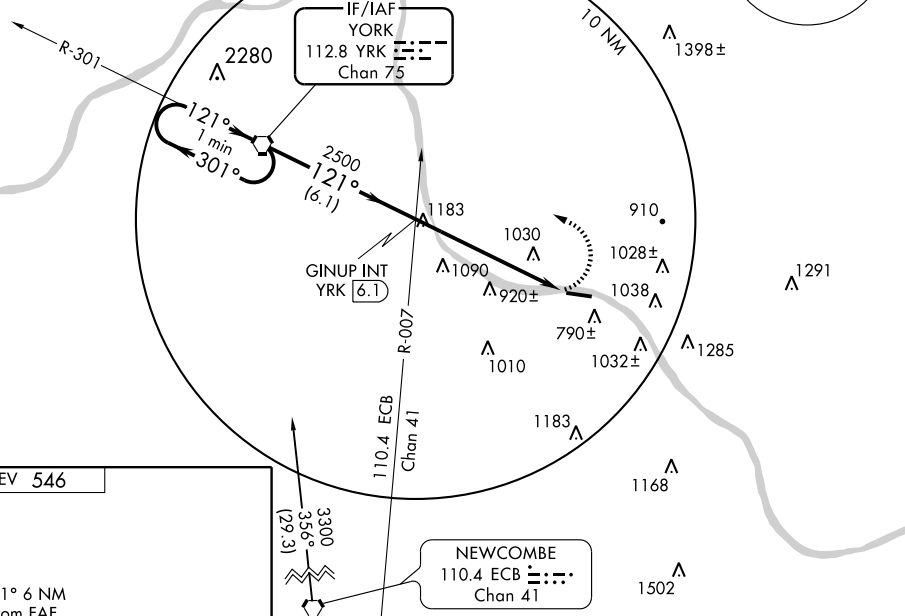 IF/IAF
YORK
112.8 YRK
Chan 75
10 NM
1398±
R-301
2280
121°
1 min
301°
2500
121°
(6.1)
1183
910
1030
1028±
GINUP INT
YRK 6.1
1090
920±
1291
1038
790±
R-007
1010
1032±
1285
110.4 ECB
Chan 41
1183
EV 546
1168
3300
356°
(29.3)
NEWCOMBE
110.4 ECB
Chan 41
1502
1° 6 NM
om FAF